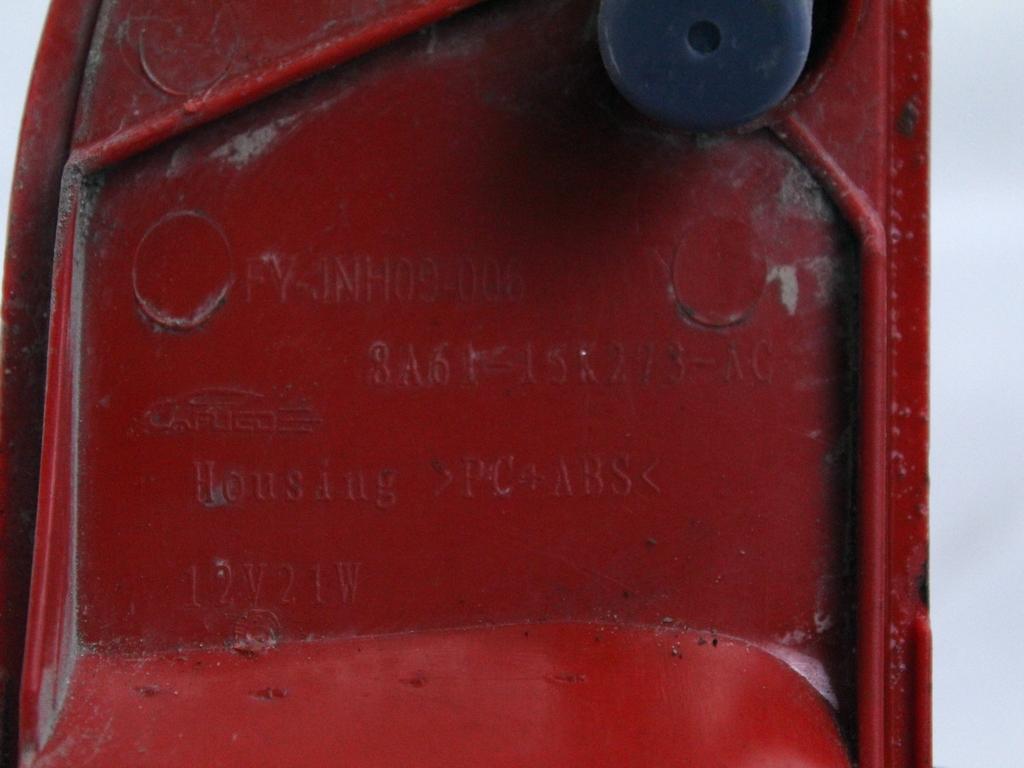 FY-JNH09-006
8A61-15K273-AC
Housing >PC+ABS<
12V21W